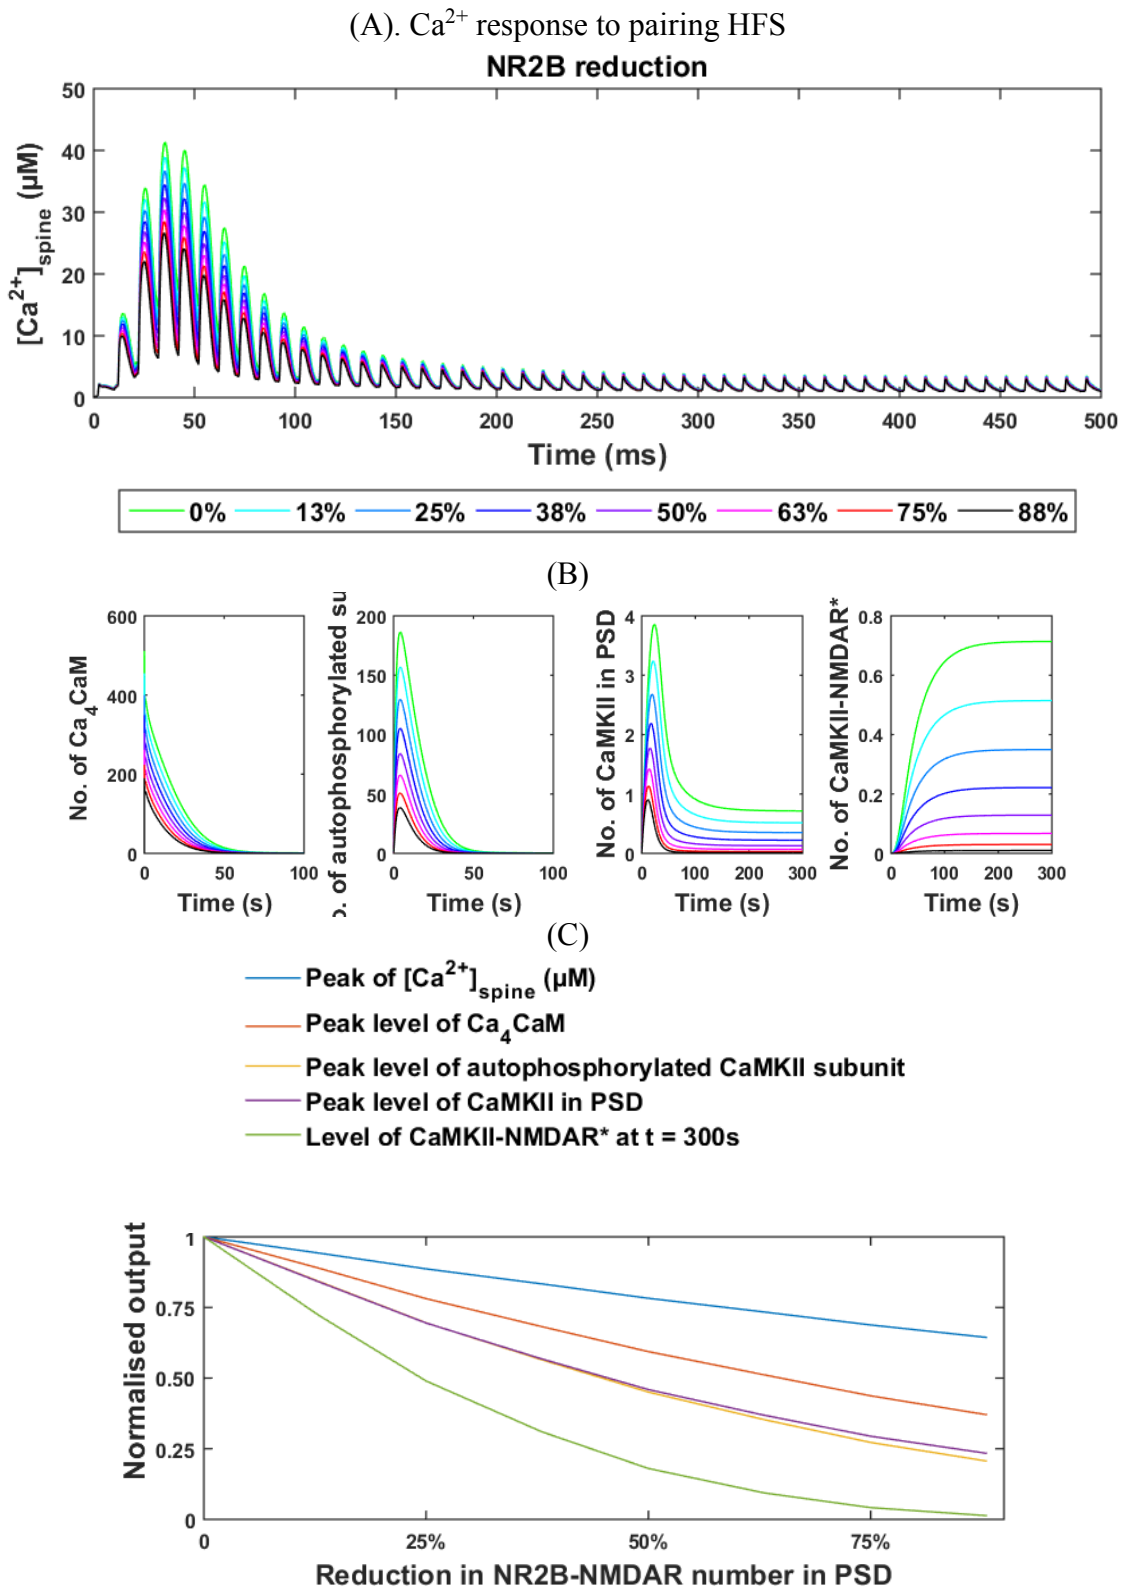 (A). Ca²⁺ response to pairing HFS
NR2B reduction
[Ca²⁺]spine (µM)
50
40
30
20
10
0
0 50 100 150 200 250 300 350 400 450 500
Time (ms)
0% 13% 25% 38% 50% 63% 75% 88%
(B)
No. of Ca₄CaM
600
400
200
0
0 50 100
Time (s)
of autophosphorylated
200
150
100
50
0
0 50 100
Time (s)
No. of CaMKII in PSD
4
3
2
1
0
0 100 200 300
Time (s)
No. of CaMKII-NMDAR*
0.8
0.6
0.4
0.2
0
0 100 200 300
Time (s)
(C)
Peak of [Ca²⁺]spine (µM)
Peak level of Ca₄CaM
Peak level of autophosphorylated CaMKII subunit
Peak level of CaMKII in PSD
Level of CaMKII-NMDAR* at t = 300s
Normalised output
1
0.75
0.50
0.25
0
0 25% 50% 75%
Reduction in NR2B-NMDAR number in PSD